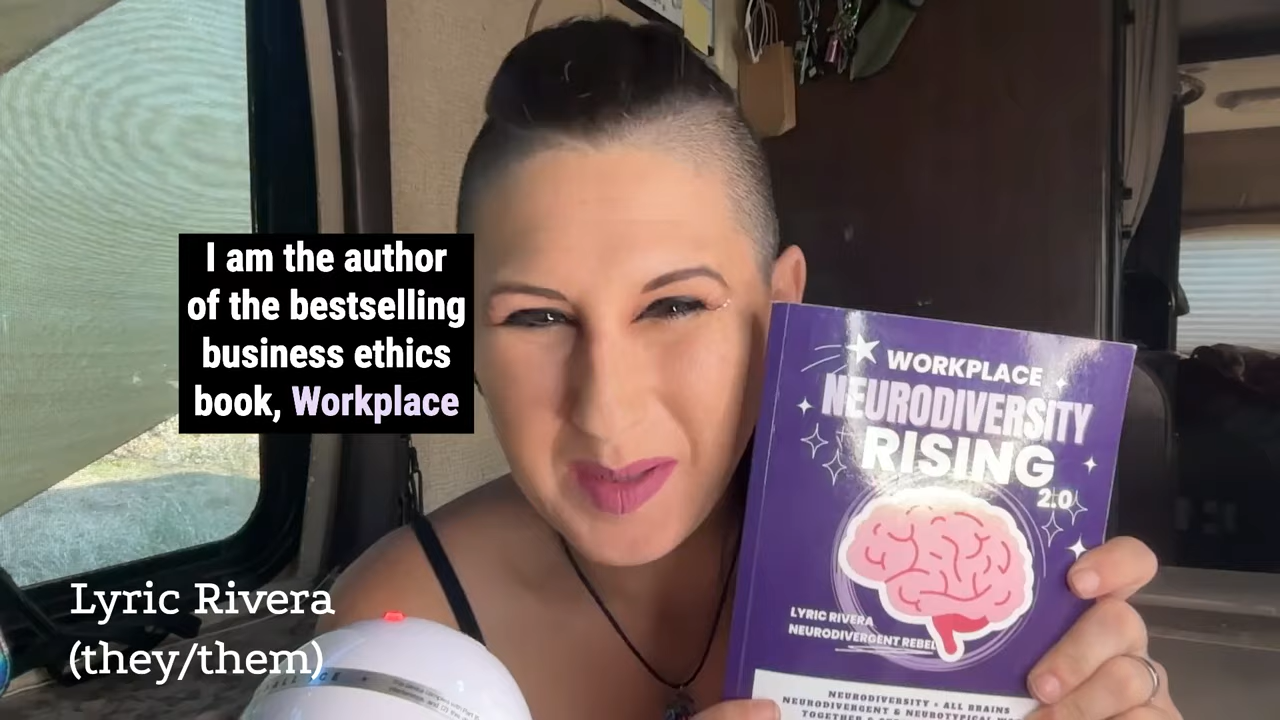 I am the author
of the bestselling
business ethics
book, Workplace
WORKPLACE
NEURODIVERSITY
RISING
2.0
LYRIC RIVERA
NEURODIVERGENT REBEL
NEURODIVERSITY + ALL BRAINS
NEURODIVERGENT & NEUROTYPICAL
TOGETHER &
Lyric Rivera
(they/them)